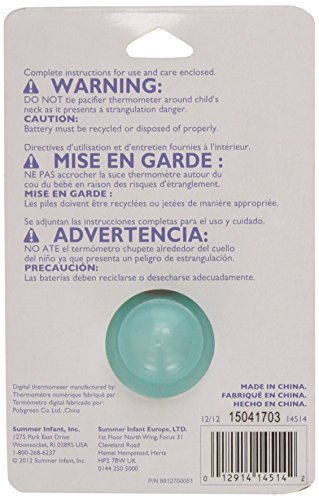 Complete instructions for use and care enclosed.
WARNING:
DO NOT tie pacifier thermometer around child's
neck as it presents a strangulation danger.
CAUTION:
Battery must be recycled or disposed of properly.
Directives d'utilisation et d'entretien fournies à l'intérieur.
MISE EN GARDE :
NE PAS accrocher la suce thermomètre autour du
cou du bébé en raison des risques d'étranglement.
MISE EN GARDE :
Les piles doivent être recyclées ou jetées de manière appropriée.
Se adjuntan las instrucciones completas para el uso y cuidado.
ADVERTENCIA:
NO ATE el termómetro chupete alrededor del cuello
del niño ya que presenta un peligro de estrangulación.
PRECAUCIÓN:
Las baterías deben reciclarse o desecharse adecuadamente.
Digital thermometer manufactured by:
Thermomètre numérique fabriqué par :
Termómetro digital fabricado por:
Polygreen Co. Ltd., China
MADE IN CHINA.
FABRIQUÉ EN CHINE.
HECHO EN CHINA.
12/12 15041703 14514
Summer Infant, Inc.
1275 Park East Drive
Woonsocket, RI 02895 USA
1-800-268-6237
© 2012 Summer Infant, Inc.
Summer Infant Europe, LTD.
1st Floor North Wing, Focus 31
Cleveland Road
Hemel Hempstead, Herts
HP2 7BW UK
0144 250 5000
P/N 8912700051
0 12914 14514 2